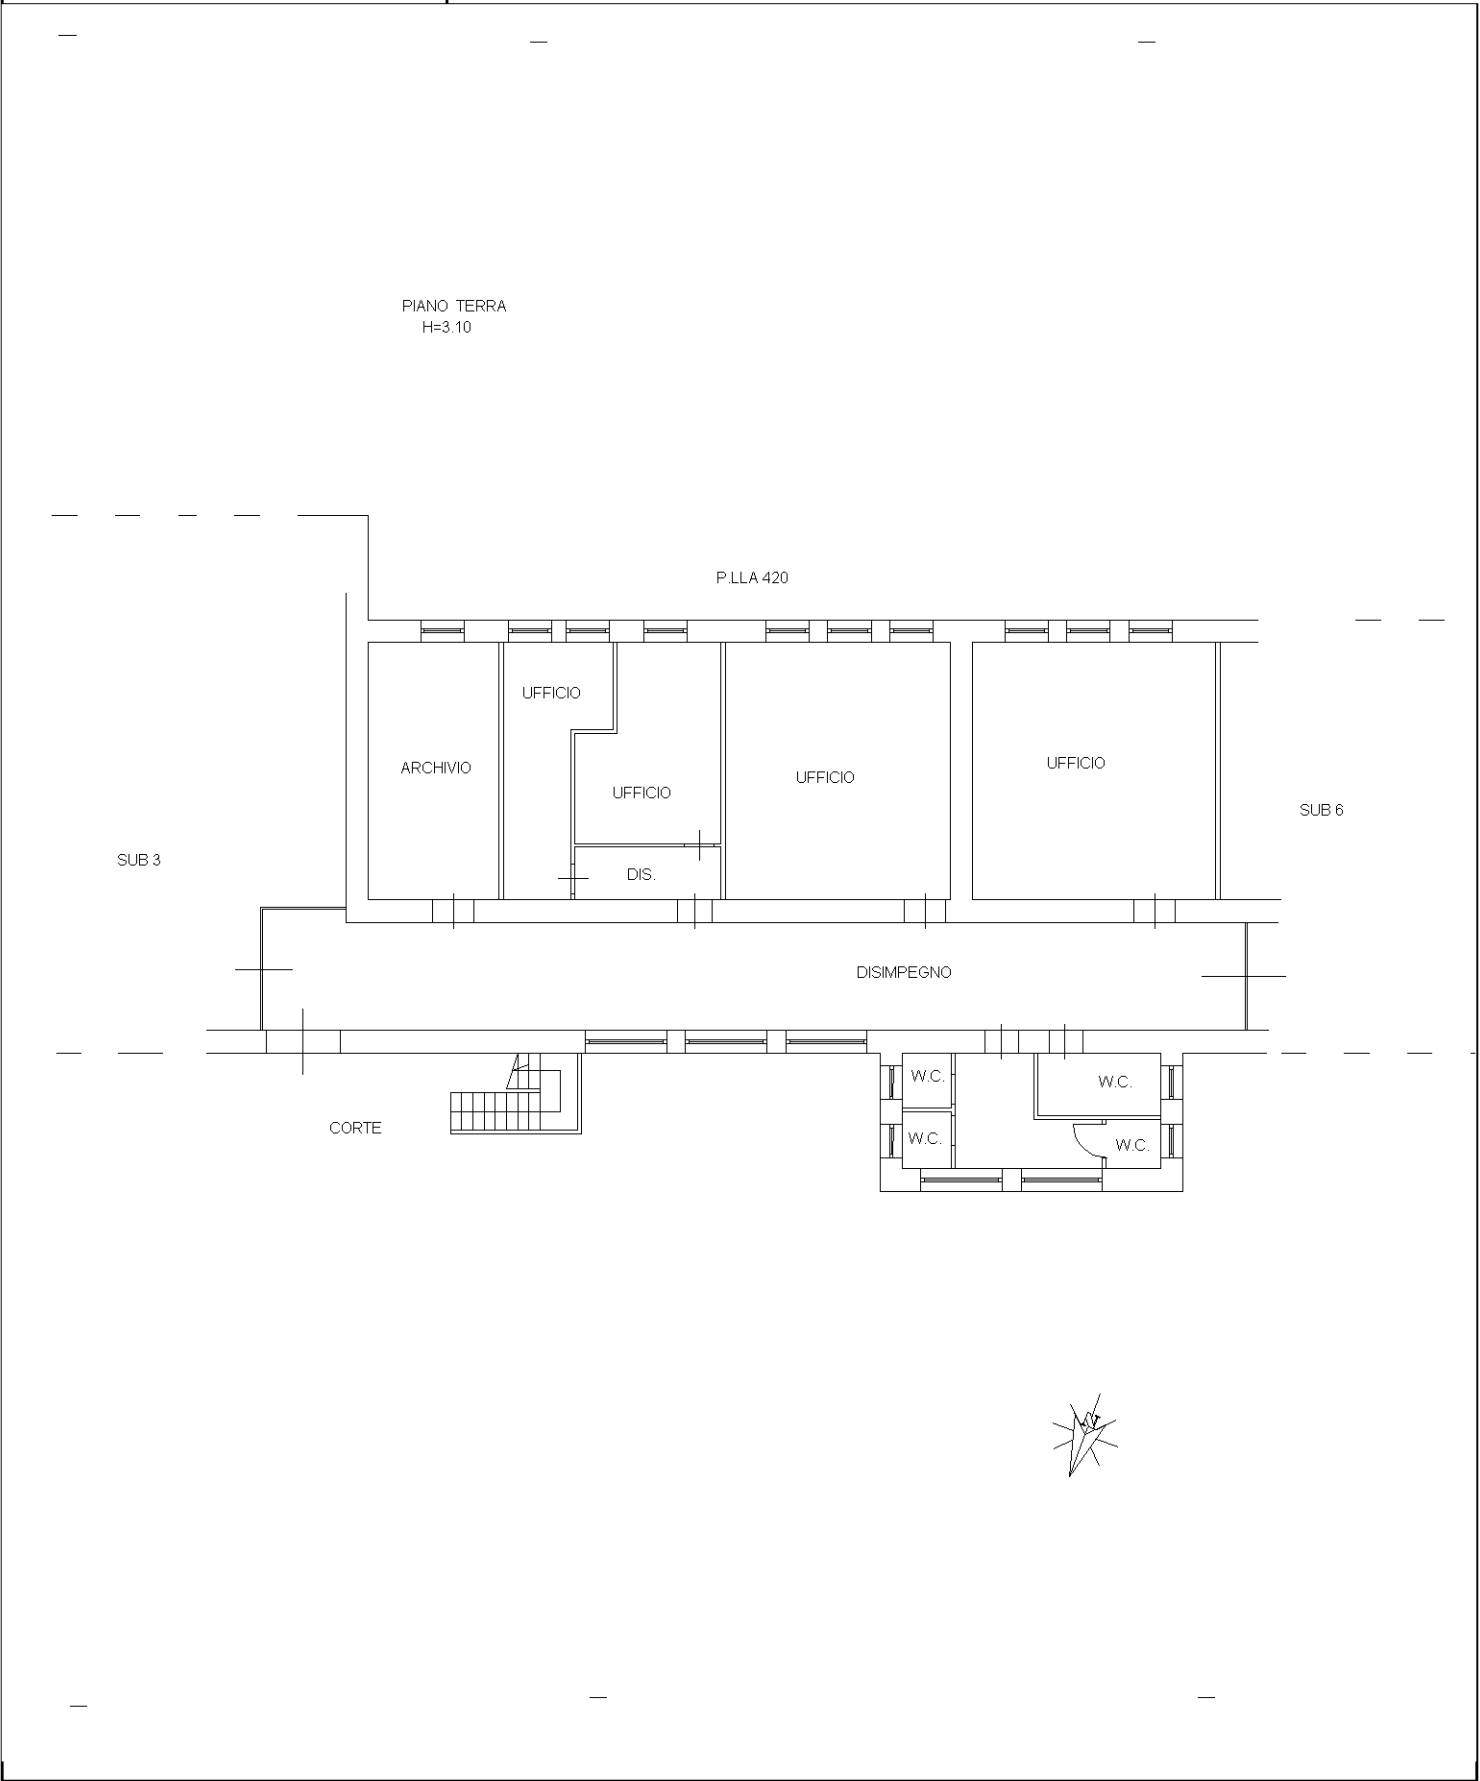 PIANO TERRA
H=3.10
P.LLA 420
UFFICIO
ARCHIVIO
UFFICIO
UFFICIO
UFFICIO
SUB 6
SUB 3
DIS.
DISIMPEGNO
W.C.
W.C.
CORTE
W.C.
W.C.
N